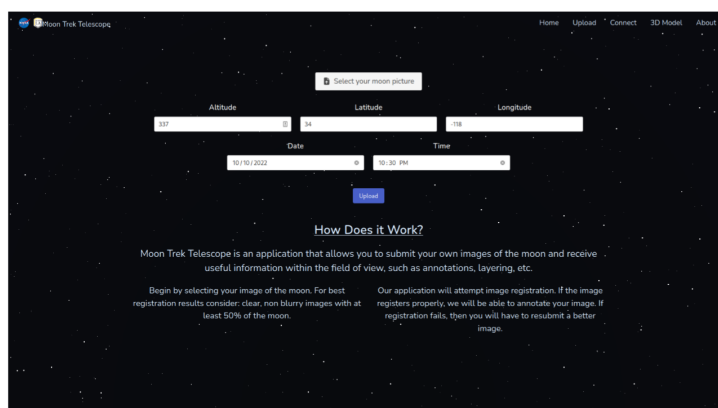 Moon Trek Telescope
Home Upload Connect 3D Model About
Select your moon picture
Altitude Latitude Longitude
337 34 -118
Date Time
10/10/2022 10:30 PM
Upload
How Does it Work?
Moon Trek Telescope is an application that allows you to submit your own images of the moon and receive
useful information within the field of view, such as annotations, layering, etc.
Begin by selecting your image of the moon. For best
registration results consider: clear, non blurry images with at
least 50% of the moon.
Our application will attempt image registration. If the image
registers properly, we will be able to annotate your image. If
registration fails, then you will have to resubmit a better
image.